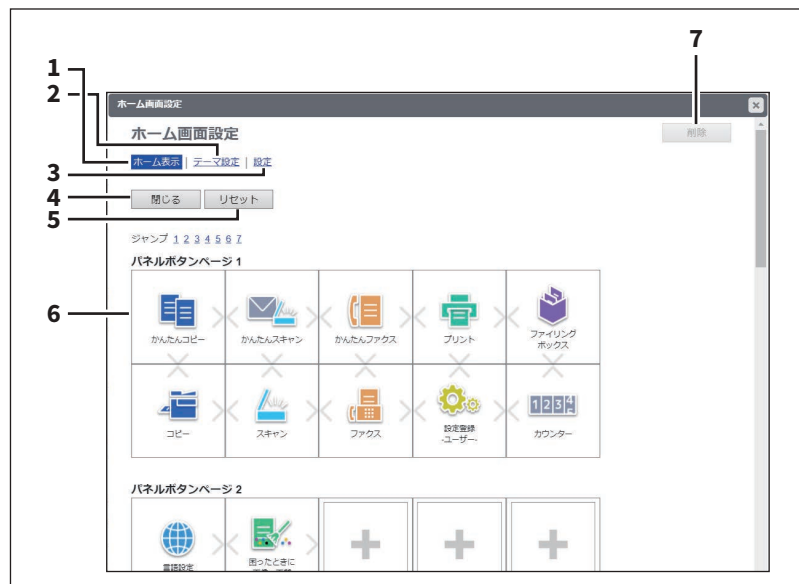 7
1
2
ホーム画面設定
ホーム画面設定
削除
ホーム表示 | テーマ設定 | 設定
3
4
閉じる リセット
5
ジャンプ 1 2 3 4 5 6 7
パネルボタンページ 1
6
かんたんコピー かんたんスキャン かんたんファクス プリント ファイリング
ボックス
1234
コピー スキャン ファクス 設定登録
-ユーザー- カウンター
パネルボタンページ 2
言語設定 困ったときに